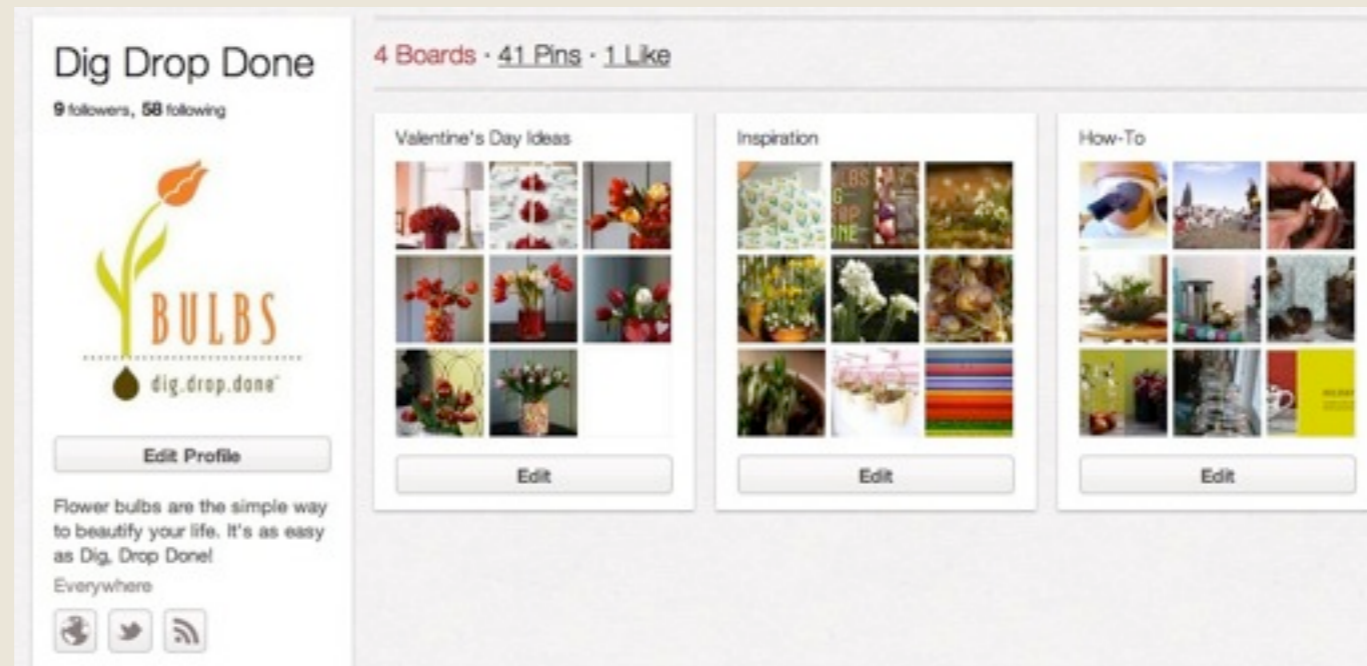 Dig Drop Done
9 followers, 58 following
BULBS
dig.drop.done™
Edit Profile
Flower bulbs are the simple way
to beautify your life. It's as easy
as Dig, Drop Done!
Everywhere
4 Boards · 41 Pins · 1 Like
Valentine's Day Ideas
Edit
Inspiration
Edit
How-To
Edit